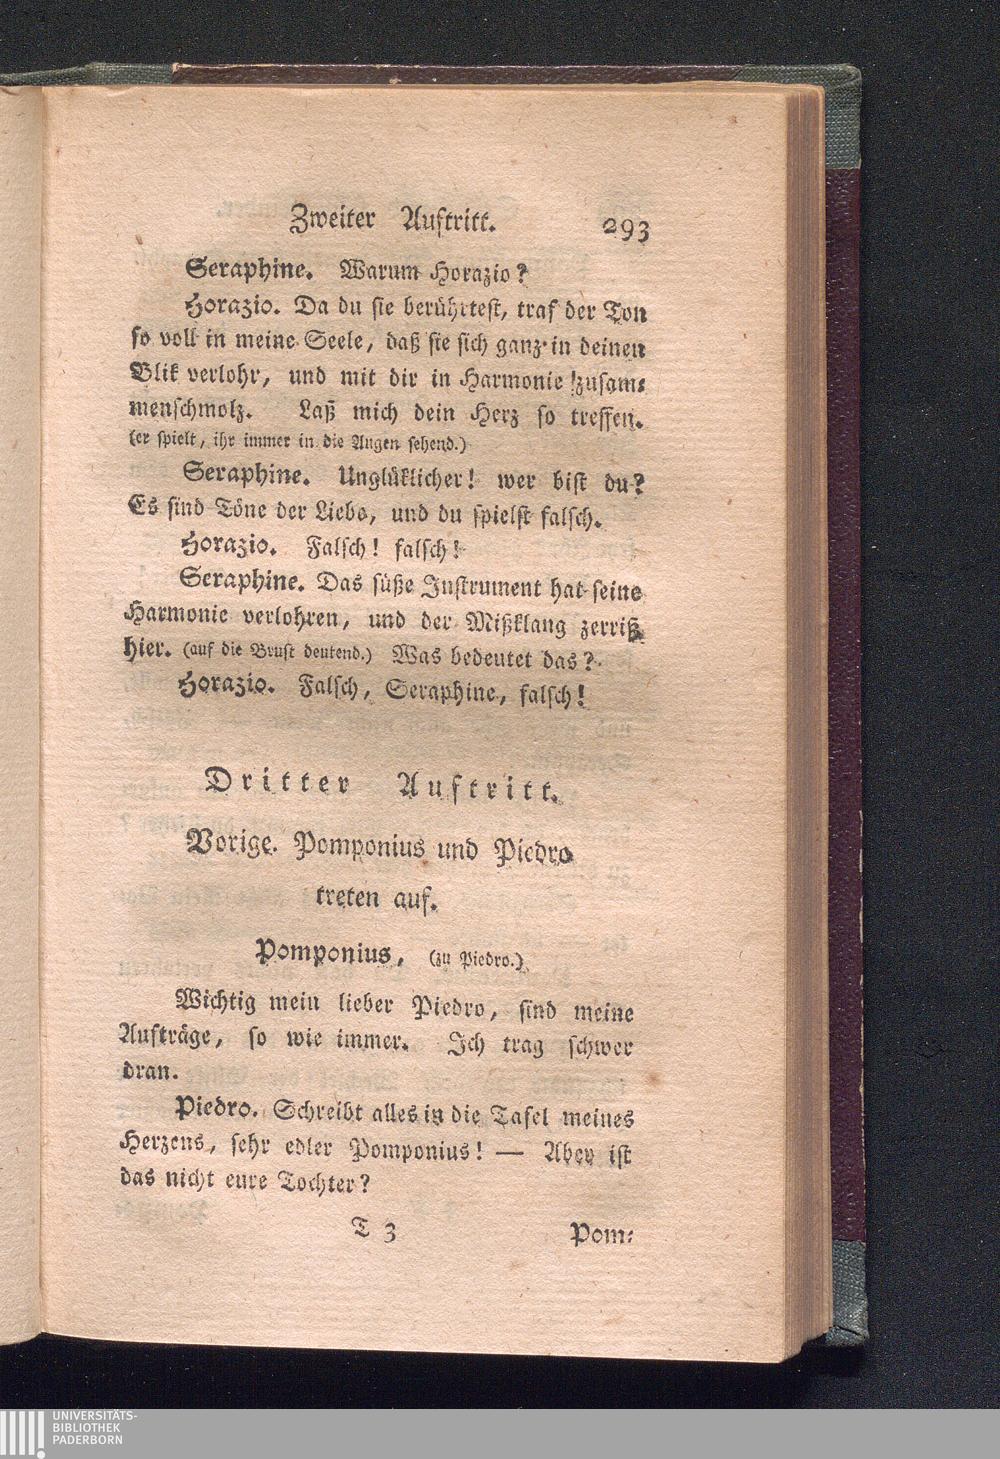 Zweiter Auftritt. 293
Seraphine. Warum Horazio?
Horazio. Da du ſie berührteſt, traf der Ton
ſo voll in meine Seele, daß ſie ſich ganz in deinen
Blik verlohr, und mit dir in Harmonie zuſam⸗
menſchmolz. Laß mich dein Herz ſo treffen.
(er ſpielt, ihr immer in die Augen ſehend.)
Seraphine. Unglüklicher! wer biſt du?
Es ſind Töne der Liebe, und du ſpielſt falſch.
Horazio. Falſch! falſch!
Seraphine. Das ſüße Inſtrument hat ſeine
Harmonie verlohren, und der Mißklang zerriß
hier. (auf die Bruſt deutend.) Was bedeutet das?
Horazio. Falſch, Seraphine, falſch!
Dritter Auftritt.
Vorige. Pomponius und Piedro
treten auf.
Pomponius, (zu Piedro.)
Wichtig mein lieber Piedro, ſind meine
Aufträge, ſo wie immer. Ich trag ſchwer
dran.
Piedro. Schreibt alles in die Tafel meines
Herzens, ſehr edler Pomponius! — Aber iſt
das nicht eure Tochter?
T 3 Pom⸗
UNIVERSITÄTS-
BIBLIOTHEK
PADERBORN